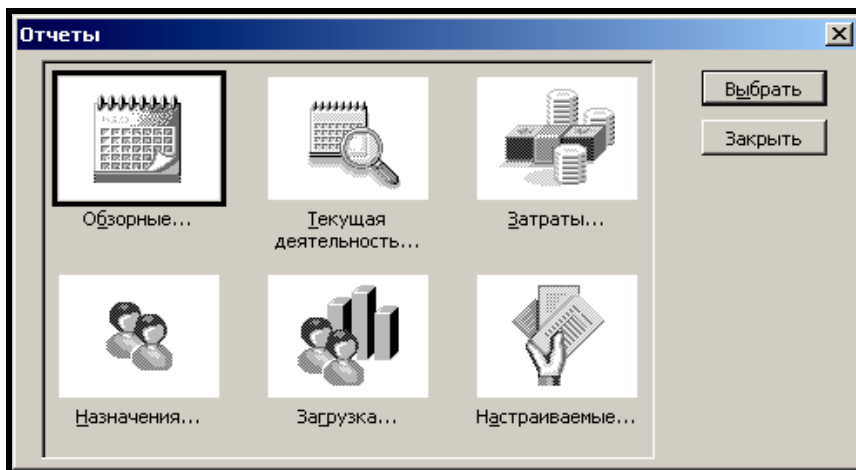 Отчеты
Выбрать
Закрыть
Обзорные...
Текущая
деятельность...
Затраты...
Назначения...
Загрузка...
Настраиваемые...